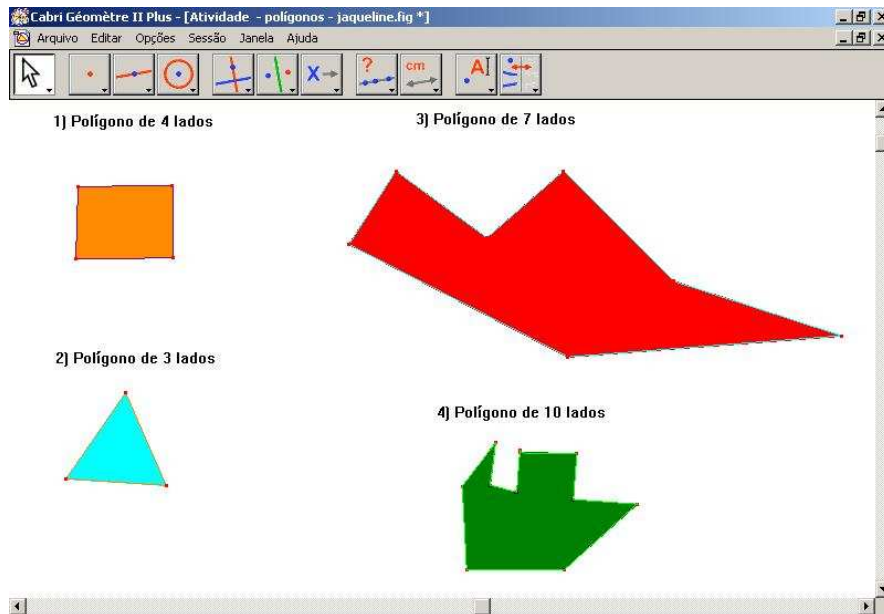 Cabri Géomètre II Plus - [Atividade - polígonos - jaqueline.fig *]
Arquivo Editar Opções Sessão Janela Ajuda
X
?
cm
A
1) Polígono de 4 lados
3) Polígono de 7 lados
2) Polígono de 3 lados
4) Polígono de 10 lados